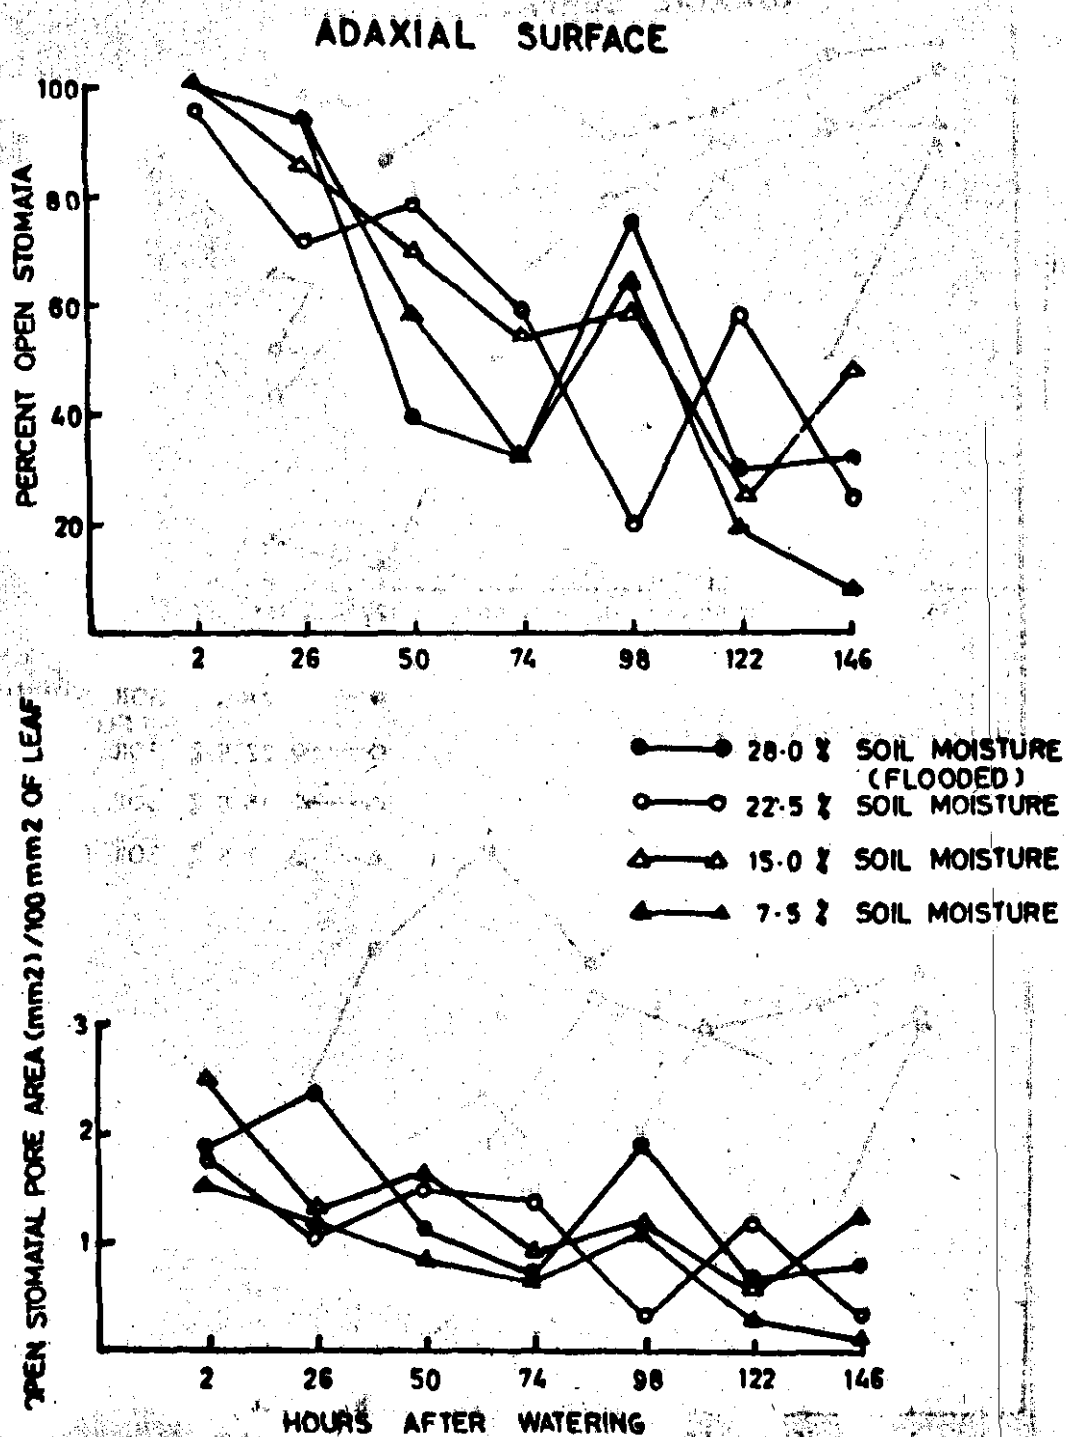 ADAXIAL SURFACE
PERCENT OPEN STOMATA
100
80
60
40
20
2 26 50 74 98 122 146
28.0 % SOIL MOISTURE
(FLOODED)
22.5 % SOIL MOISTURE
15.0 % SOIL MOISTURE
7.5 % SOIL MOISTURE
OPEN STOMATAL PORE AREA (mm2) /100 mm2 OF LEAF
3
2
1
2 26 50 74 98 122 146
HOURS AFTER WATERING